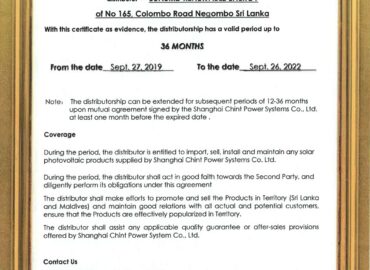 of No 165, Colombo Road Negombo Sri Lanka
With this certificate as evidence, the distributorship has a valid period up to
36 MONTHS
From the date Sept. 27, 2019 To the date Sept. 26, 2022
Note: The distributorship can be extended for subsequent periods of 12-36 months
upon mutual agreement signed by the Shanghai Chint Power Systems Co., Ltd.
at least one month before the expired date .
Coverage
During the period, the distributor is entitled to import, sell, install and maintain any solar
photovoltaic products supplied by Shanghai Chint Power Systems Co. Ltd.
During the period, the distributor shall act in good faith towards the Second Party, and
diligently perform its obligations under this agreement
The distributor shall make efforts to promote and sell the Products in Territory (Sri Lanka
and Maldives) and maintain good relations with all actual and potential customers,
ensure that the Products are effectively popularized in Territory.
The distributor shall assist any applicable quality guarantee or after-sales provisions
offered by Shanghai Chint Power System Co., Ltd.
Contact Us